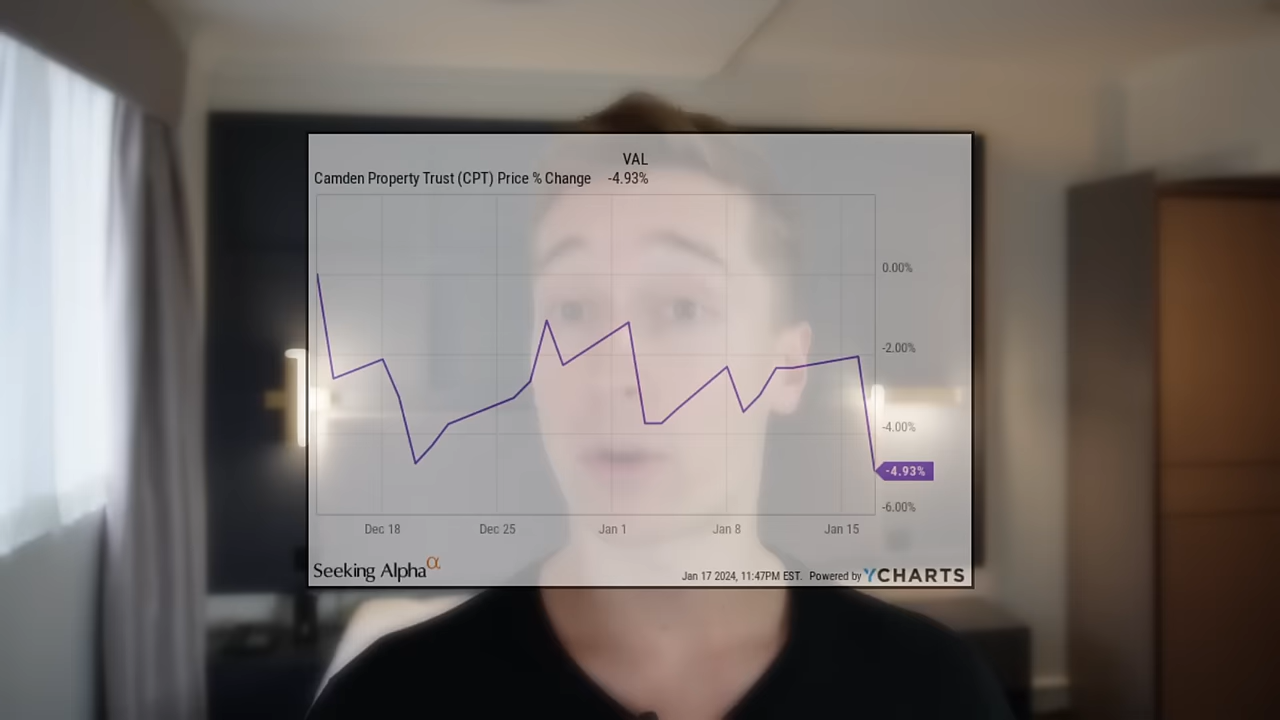 VAL
Camden Property Trust (CPT) Price % Change -4.93%
0.00%
-2.00%
-4.00%
-4.93%
-6.00%
Dec 18 Dec 25 Jan 1 Jan 8 Jan 15
Seeking Alphaα Jan 17 2024, 11:47PM EST. Powered by YCHARTS